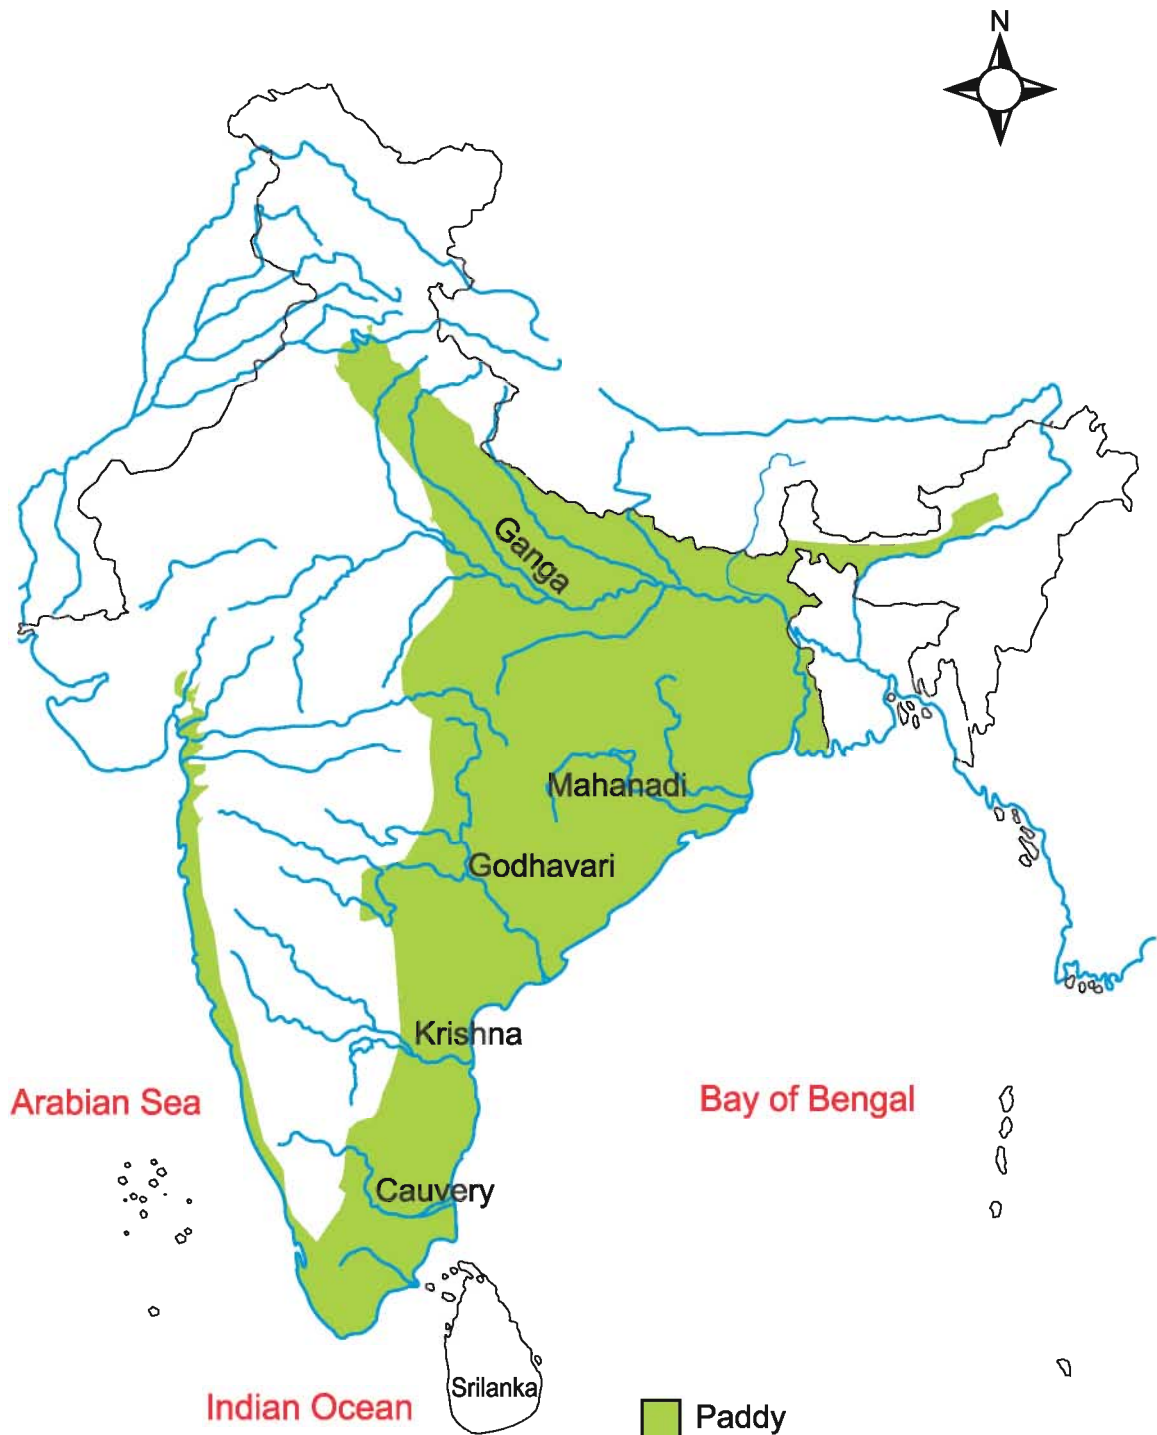 N
Ganga
Mahanadi
Godhavari
Krishna
Arabian Sea
Bay of Bengal
Cauvery
Srilanka
Indian Ocean
Paddy